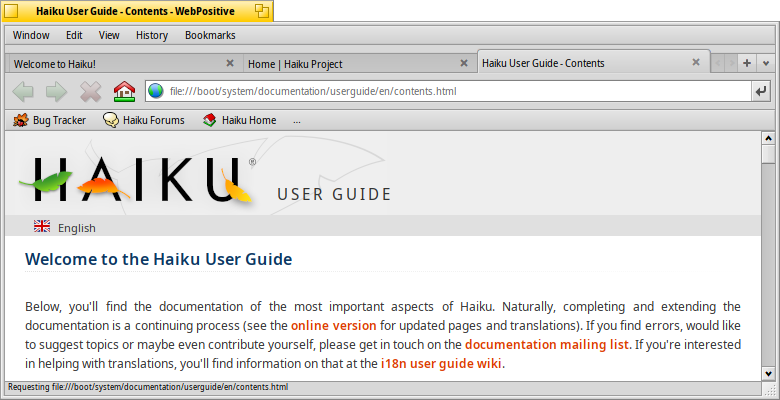 Haiku User Guide - Contents - WebPositive
Window Edit View History Bookmarks
Welcome to Haiku! Home | Haiku Project Haiku User Guide - Contents
file:///boot/system/documentation/userguide/en/contents.html
Bug Tracker Haiku Forums Haiku Home ...
HAIKU® USER GUIDE
English
Welcome to the Haiku User Guide
Below, you'll find the documentation of the most important aspects of Haiku. Naturally, completing and extending the
documentation is a continuing process (see the online version for updated pages and translations). If you find errors, would like
to suggest topics or maybe even contribute yourself, please get in touch on the documentation mailing list. If you're interested
in helping with translations, you'll find information on that at the i18n user guide wiki.
Requesting file:///boot/system/documentation/userguide/en/contents.html